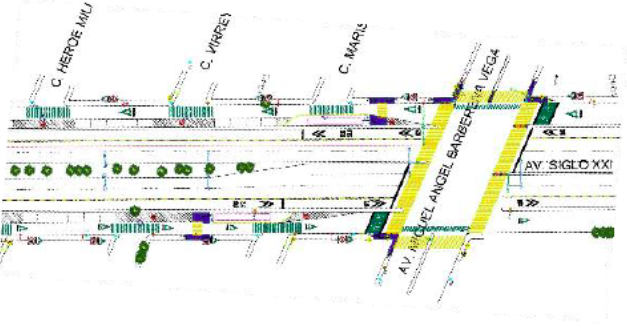 C. HEROE MILI
C. VIRREY
C. MARIS
AV. MIGUEL ANGEL BARBERENA VEGA
AV. SIGLO XXI